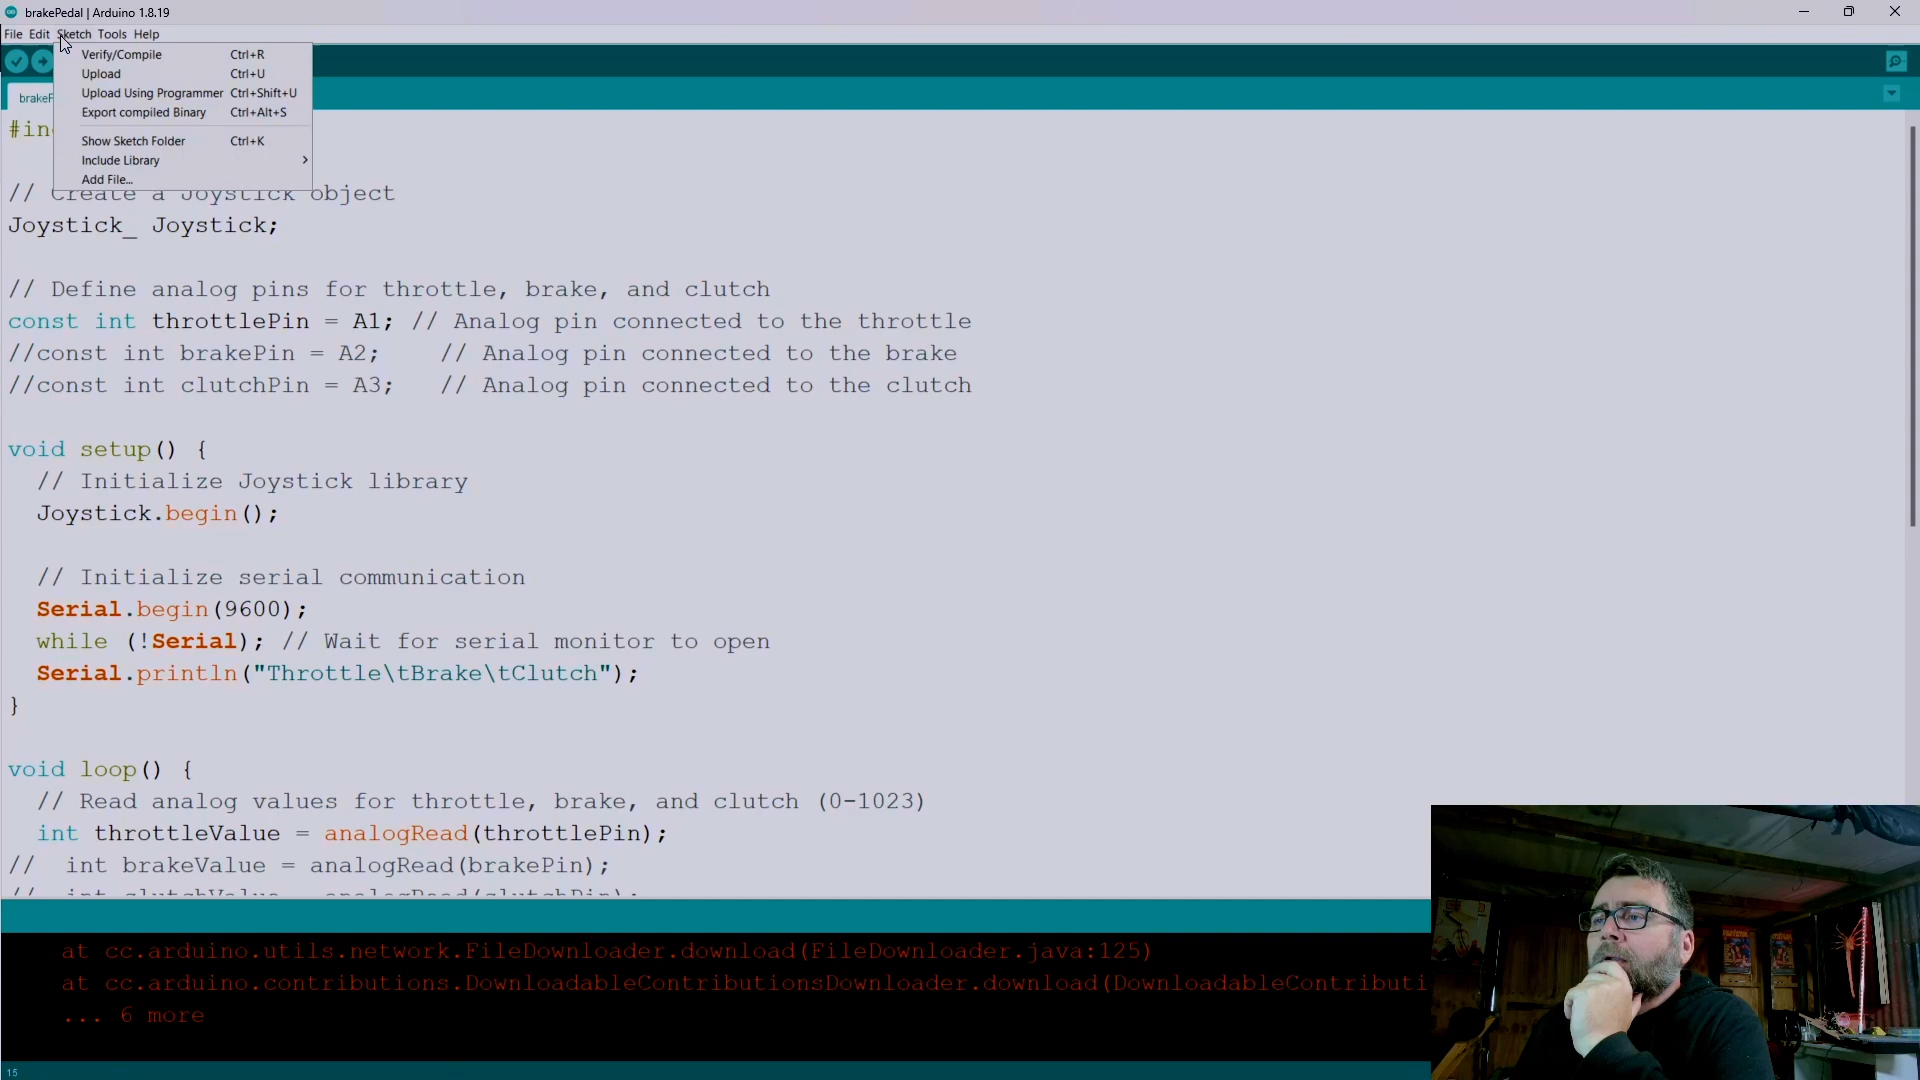 brakePedal | Arduino 1.8.19
File Edit Sketch Tools Help
Verify/Compile Ctrl+R
Upload Ctrl+U
Upload Using Programmer Ctrl+Shift+U
Export compiled Binary Ctrl+Alt+S
Show Sketch Folder Ctrl+K
Include Library
Add File...
brakeP
#in
// Create a Joystick object
Joystick_ Joystick;
// Define analog pins for throttle, brake, and clutch
const int throttlePin = A1; // Analog pin connected to the throttle
//const int brakePin = A2; // Analog pin connected to the brake
//const int clutchPin = A3; // Analog pin connected to the clutch
void setup() {
// Initialize Joystick library
Joystick.begin();
// Initialize serial communication
Serial.begin(9600);
while (!Serial); // Wait for serial monitor to open
Serial.println("Throttle\tBrake\tClutch");
}
void loop() {
// Read analog values for throttle, brake, and clutch (0-1023)
int throttleValue = analogRead(throttlePin);
// int brakeValue = analogRead(brakePin);
// int clutchValue = analogRead(clutchPin);
at cc.arduino.utils.network.FileDownloader.download(FileDownloader.java:125)
at cc.arduino.contributions.DownloadableContributionsDownloader.download(DownloadableContributi
... 6 more
15